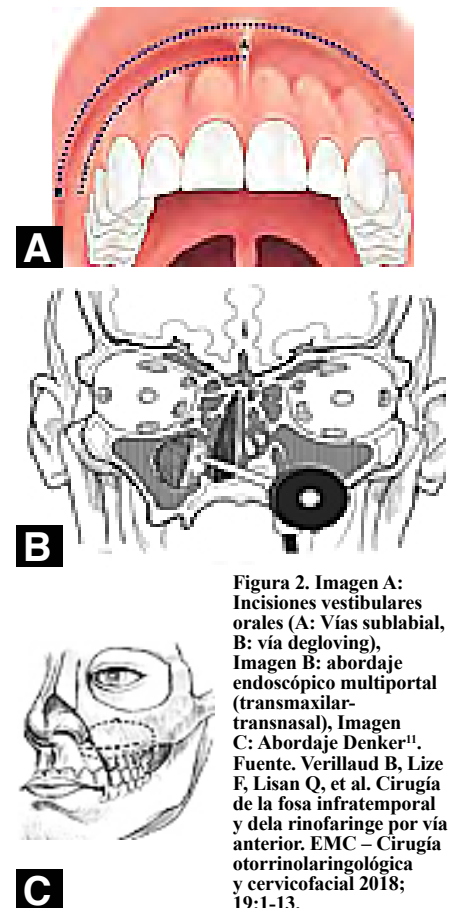 A
A
B
C
Figura 2. Imagen A:
Incisiones vestibulares
orales (A: Vías sublabial,
B: vía degloving),
Imagen B: abordaje
endoscópico multiportal
(transmaxilar-
transnasal), Imagen
C: Abordaje Denker¹¹.
Fuente. Verillaud B, Lize
F, Lisan Q, et al. Cirugía
de la fosa infratemporal
y dela rinofaringe por vía
anterior. EMC – Cirugía
otorrinolaringológica
y cervicofacial 2018;
19:1-13.